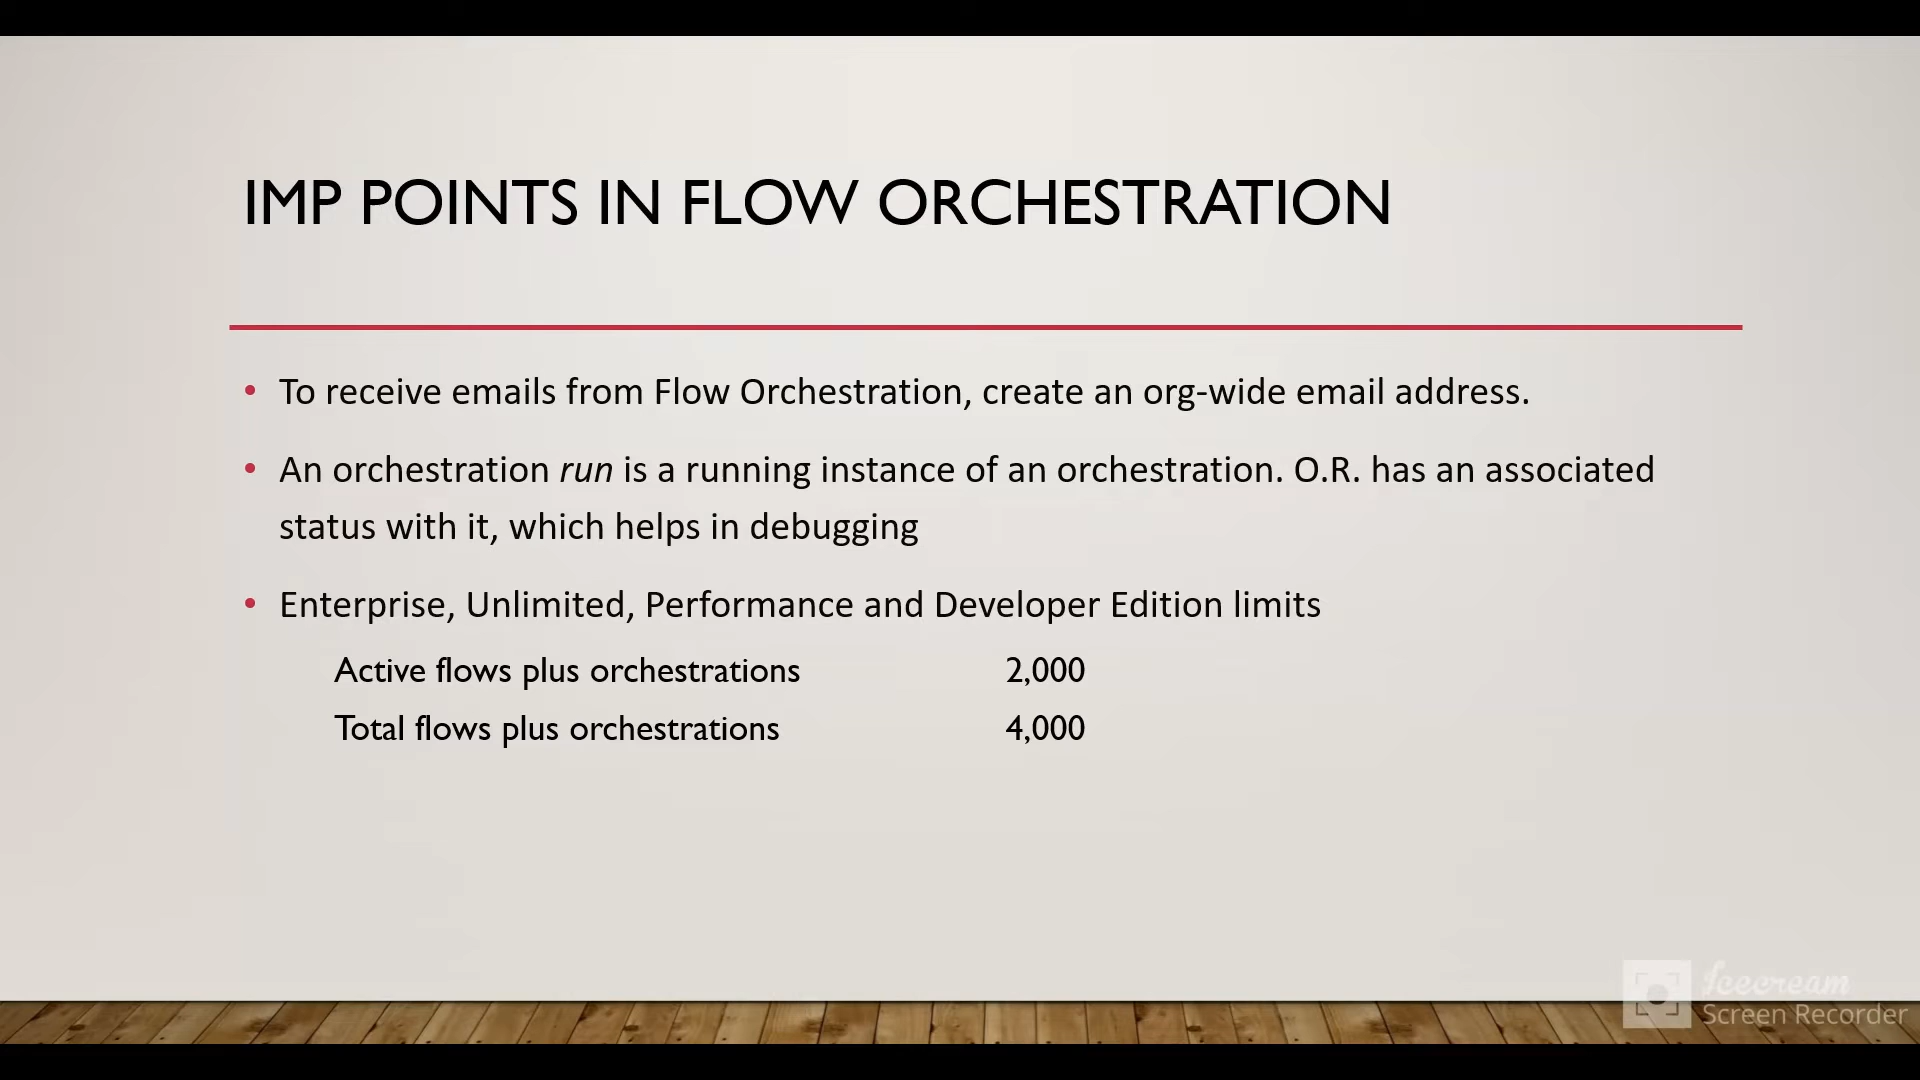 IMP POINTS IN FLOW ORCHESTRATION
• To receive emails from Flow Orchestration, create an org-wide email address.
• An orchestration run is a running instance of an orchestration. O.R. has an associated
status with it, which helps in debugging
• Enterprise, Unlimited, Performance and Developer Edition limits
Active flows plus orchestrations 2,000
Total flows plus orchestrations 4,000
Icecream
Screen Recorder